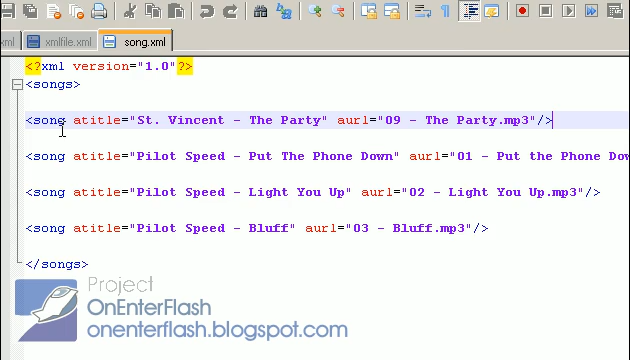 xml xmlfile.xml song.xml
<?xml version="1.0"?>
<songs>
<song atitle="St. Vincent - The Party" aurl="09 - The Party.mp3"/>
<song atitle="Pilot Speed - Put The Phone Down" aurl="01 - Put the Phone Dow
<song atitle="Pilot Speed - Light You Up" aurl="02 - Light You Up.mp3"/>
<song atitle="Pilot Speed - Bluff" aurl="03 - Bluff.mp3"/>
</songs>
Project
OnEnterFlash
onenterflash.blogspot.com